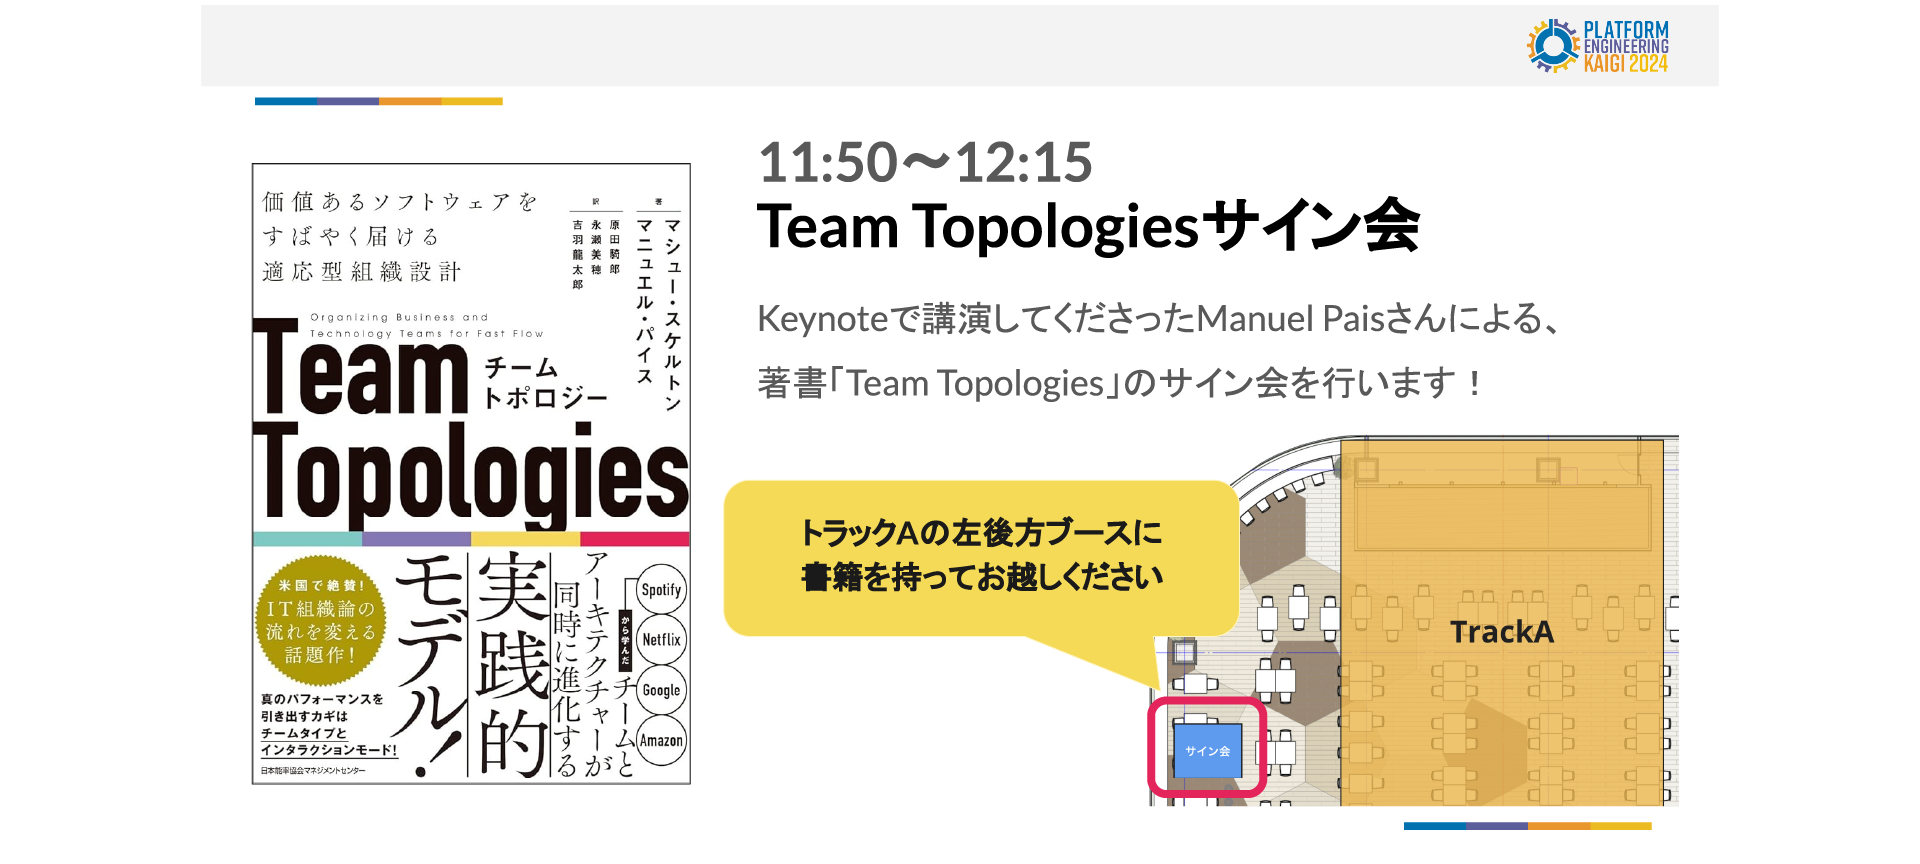 PLATFORM
ENGINEERING
KAIGI 2024
11:50〜12:15
Team Topologiesサイン会
Keynoteで講演してくださったManuel Paisさんによる、
著書「Team Topologies」のサイン会を行います！
価値あるソフトウェアを
すばやく届ける
適応型組織設計
著
マシュー・スケルトン
マニュエル・パイス
訳
原田騎郎
永瀬美穂
吉羽龍太郎
Organizing Business and
Technology Teams for Fast Flow
Team
チーム
トポロジー
Topologies
米国で絶賛！
IT組織論の
流れを変える
話題作！
真のパフォーマンスを
引き出すカギは
チームタイプと
インタラクションモード！
日本能率協会マネジメントセンター
Spotify
Netflix
Google
Amazon
から学んだ
チームと
アーキテクチャーが
同時に進化する
実践的
モデル！
トラックAの左後方ブースに
書籍を持ってお越しください
TrackA
サイン会